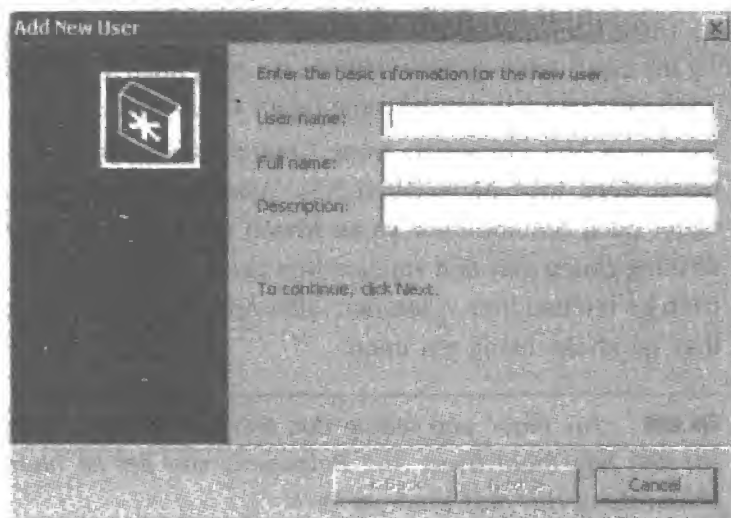 Add New User
Enter the basic information for the new user.
User name:
Full name:
Description:
To continue, click Next.
Cancel